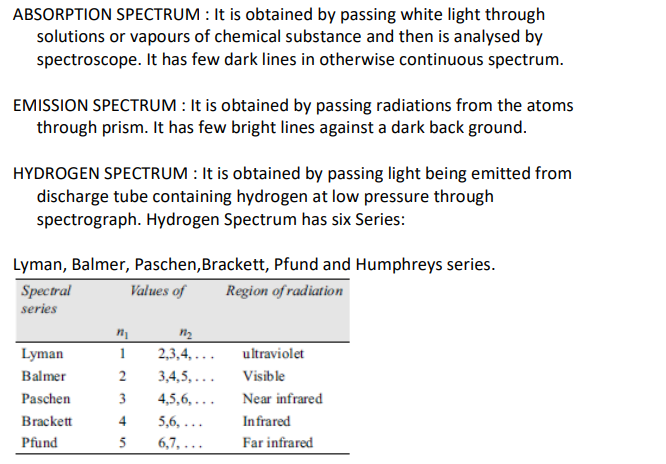 ABSORPTION SPECTRUM : It is obtained by passing white light through
solutions or vapours of chemical substance and then is analysed by
spectroscope. It has few dark lines in otherwise continuous spectrum.
EMISSION SPECTRUM : It is obtained by passing radiations from the atoms
through prism. It has few bright lines against a dark back ground.
HYDROGEN SPECTRUM : It is obtained by passing light being emitted from
discharge tube containing hydrogen at low pressure through
spectrograph. Hydrogen Spectrum has six Series:
Lyman, Balmer, Paschen,Brackett, Pfund and Humphreys series.
Spectral Values of Region of radiation
series
n₁ n₂
Lyman 1 2,3,4, . . . ultraviolet
Balmer 2 3,4,5, . . . Visible
Paschen 3 4,5,6, . . . Near infrared
Brackett 4 5,6, . . . Infrared
Pfund 5 6,7, . . . Far infrared